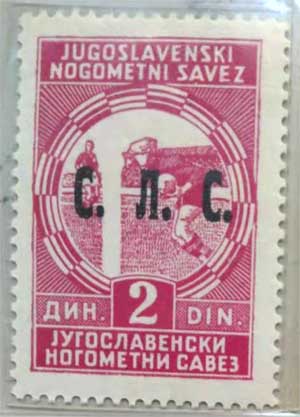 JUGOSLAVENSKI
NOGOMETNI SAVEZ
С. Л. С.
ДИН. 2 DIN.
ЈУГОСЛАВЕНСКИ
НОГОМЕТНИ САВЕЗ